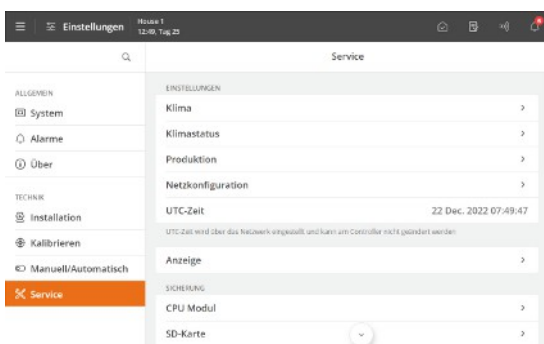 Einstellungen
House 1
12:49, Tag 23
Service
ALLGEMEIN
System
Alarme
Über
TECHNIK
Installation
Kalibrieren
Manuell/Automatisch
Service
EINSTELLUNGEN
Klima
Klimastatus
Produktion
Netzkonfiguration
UTC-Zeit 22 Dec. 2022 07:49:47
UTC-Zeit wird über das Netzwerk eingestellt und kann am Controller nicht geändert werden
Anzeige
SICHERUNG
CPU Modul
SD-Karte